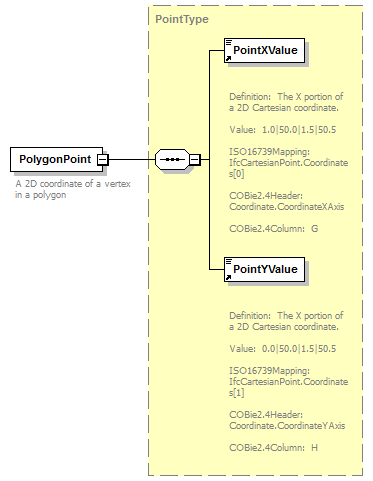 PointType
PointXValue
Definition:  The X portion of
a 2D Cartesian coordinate.
Value:  1.0|50.0|1.5|50.5
ISO16739Mapping:
IfcCartesianPoint.Coordinate
s[0]
COBie2.4Header:
Coordinate.CoordinateXAxis
COBie2.4Column:  G
PolygonPoint
A 2D coordinate of a vertex
in a polygon
PointYValue
Definition:  The X portion of
a 2D Cartesian coordinate.
Value:  0.0|50.0|1.5|50.5
ISO16739Mapping:
IfcCartesianPoint.Coordinate
s[1]
COBie2.4Header:
Coordinate.CoordinateYAxis
COBie2.4Column:  H